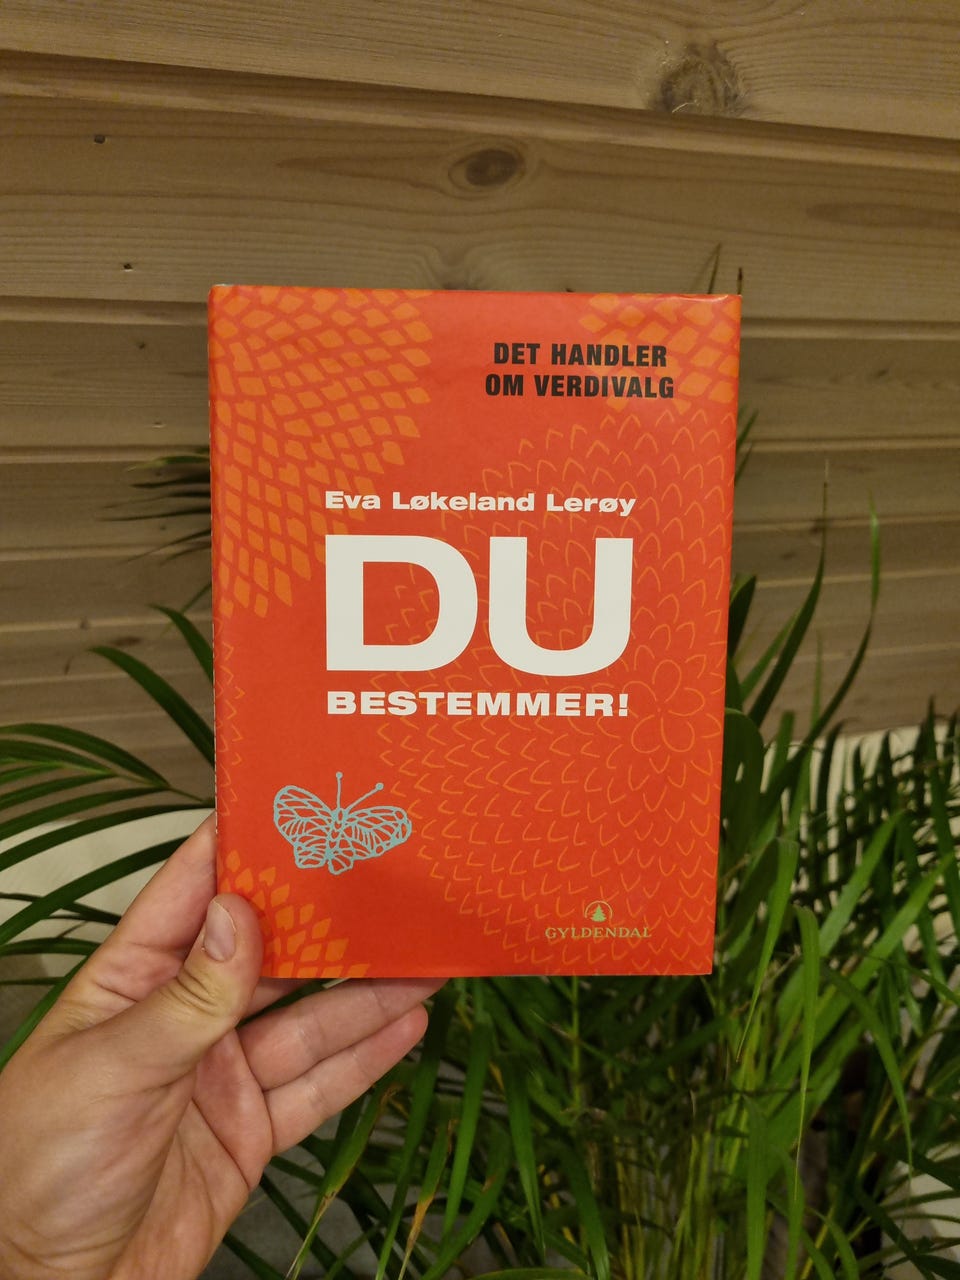 DET HANDLER
OM VERDIVALG
Eva Løkeland Lerøy
DU
BESTEMMER!
GYLDENDAL